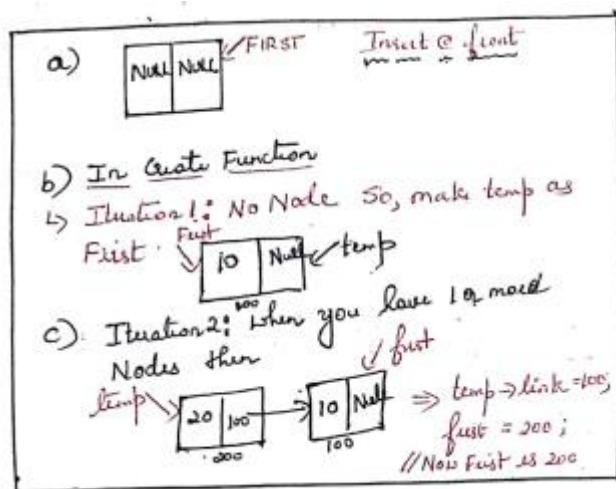 a) NULL NULL FIRST Insert @ front
b) In Create Function
↳ Iteration 1: No Node So, make temp as
First
First 10 Null temp
100
c) Iteration 2: When you have 1 or more
Nodes then
first
temp 20 100 10 Null ⇒ temp → link = 100;
200 100 first = 200;
//Now First is 200